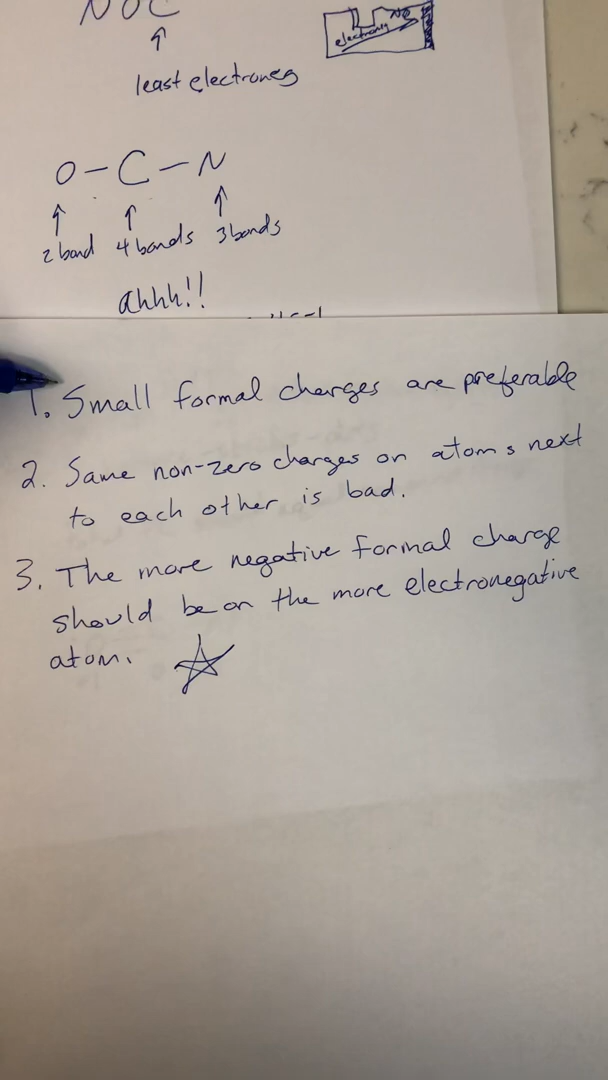 NOC
↑
least electroneg
electroneg
O - C - N
↑ ↑ ↑
2 bond 4 bonds 3 bonds
ahhh!!
1. Small formal charges are preferable
2. Same non-zero charges on atoms next
to each other is bad.
3. The more negative formal charge
should be on the more electronegative
atom.